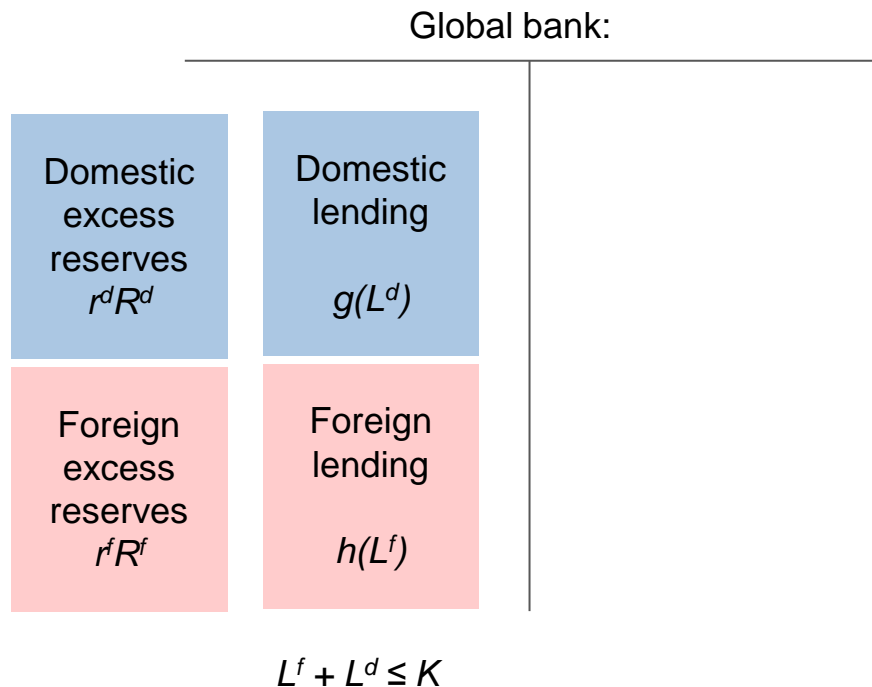 Global bank:
Domestic
excess
reserves
r^d R^d
Domestic
lending
g(L^d)
Foreign
excess
reserves
r^f R^f
Foreign
lending
h(L^f)
L^f + L^d ≤ K